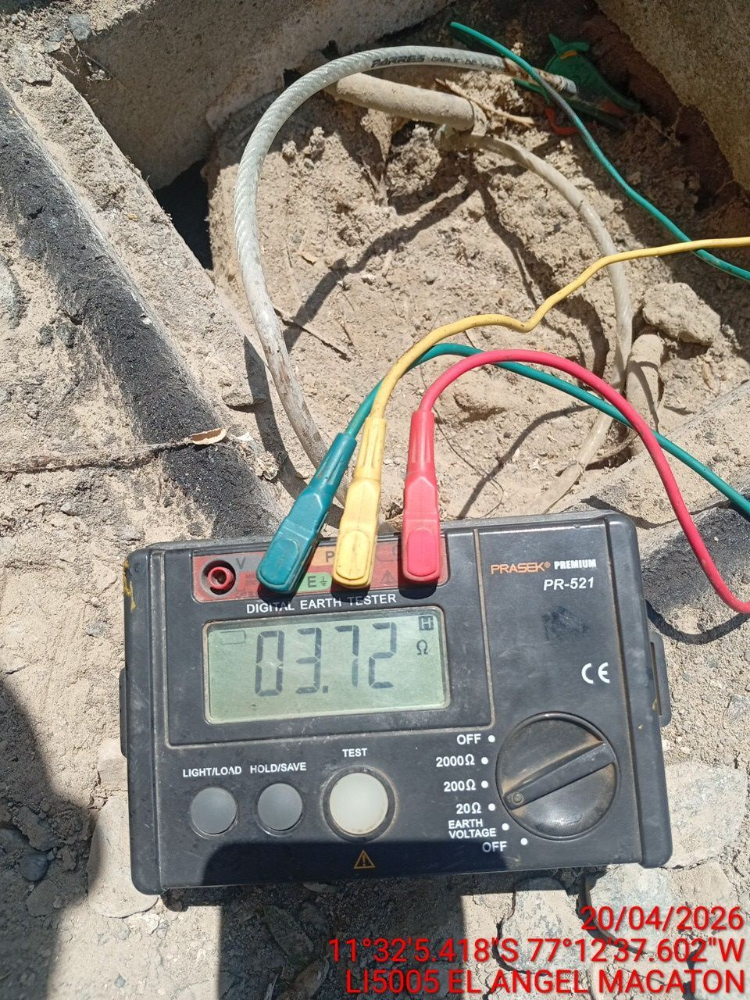 PARRES CABLE DE
V
P
E
PRASEK® PREMIUM
PR-521
DIGITAL EARTH TESTER
H
03.72 Ω
CE
OFF
2000Ω
200Ω
20Ω
EARTH
VOLTAGE
OFF
LIGHT/LOAD HOLD/SAVE
TEST
20/04/2026
11°32'5.418"S 77°12'37.602"W
LI5005 EL ANGEL MACATON